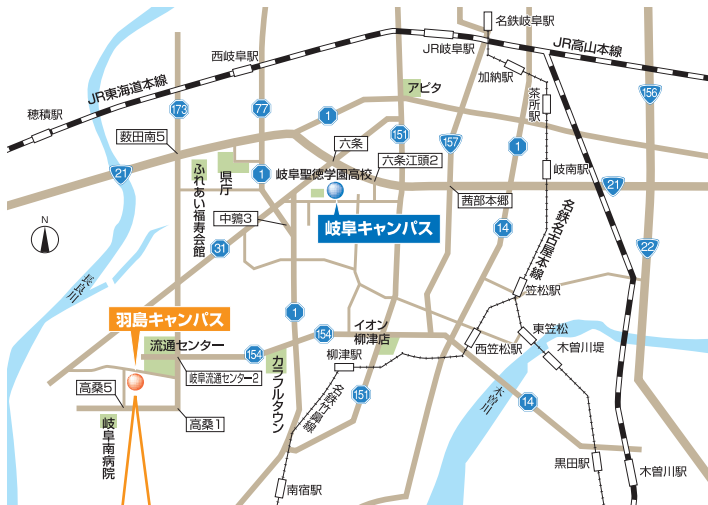 名鉄岐阜駅
JR岐阜駅
JR高山本線
西岐阜駅
加納駅
JR東海道本線
アピタ
茶所駅
156
穂積駅
173
77
1
151
157
1
薮田南5
六条
六条江頭2
岐南駅
21
ふれあい福寿会館
県庁
1
岐阜聖徳学園高校
21
茜部本郷
中鶉3
岐阜キャンパス
名鉄名古屋本線
N
31
14
22
長良川
笠松駅
羽島キャンパス
1
流通センター
154
154
イオン
柳津店
東笠松
木曽川堤
西笠松駅
岐阜流通センター2
カラフルタウン
柳津駅
高桑5
151
名鉄竹鼻線
木曽川
14
高桑1
岐阜南病院
黒田駅
木曽川駅
南宿駅